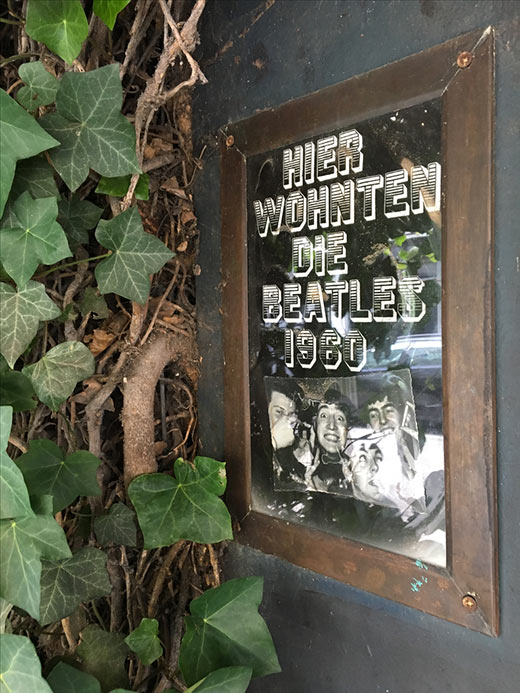 HIER
WOHNTEN
DIE
BEATLES
1960